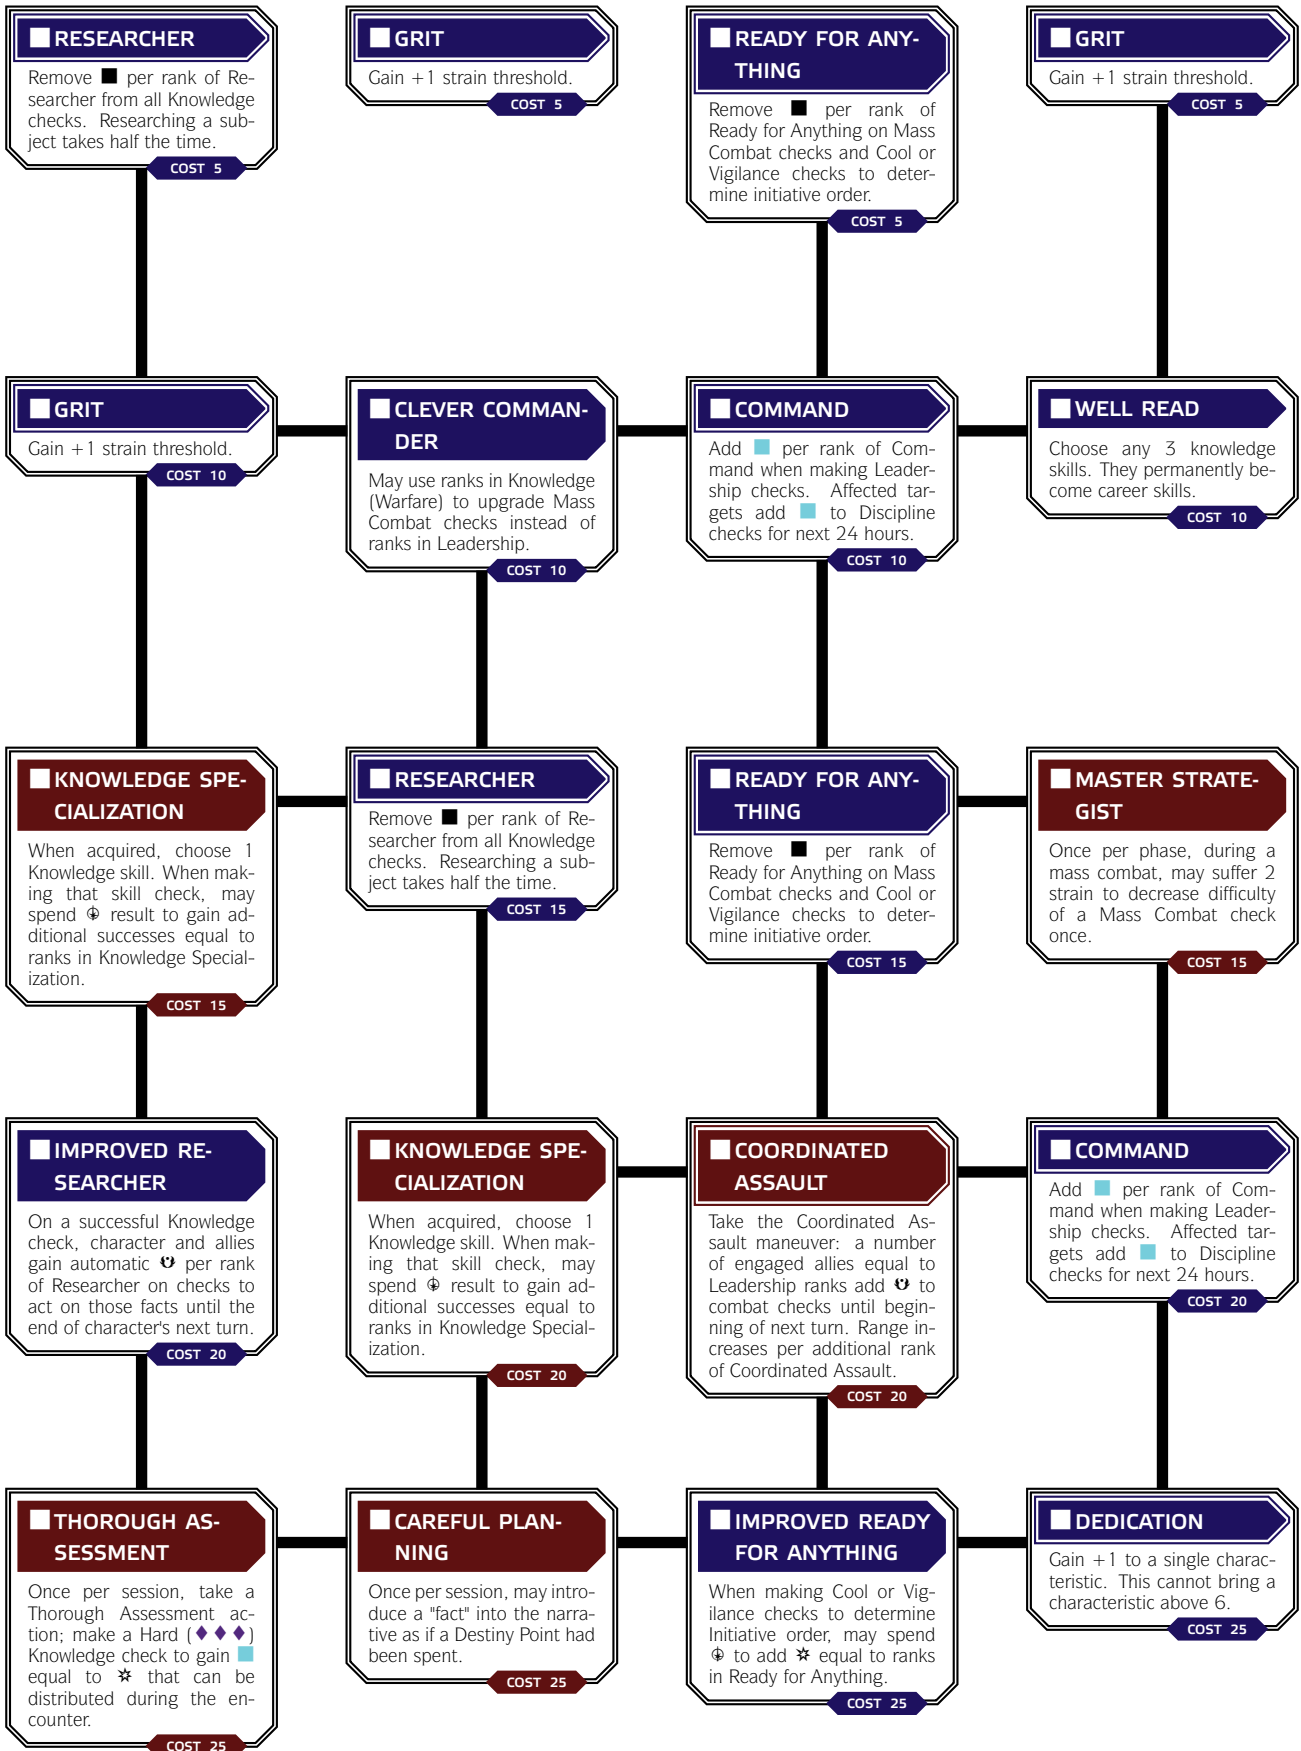 RESEARCHER
Remove per rank of Re-
searcher from all Knowledge
checks. Researching a sub-
ject takes half the time.
COST 5
GRIT
Gain +1 strain threshold.
COST 5
READY FOR ANY-
THING
Remove per rank of
Ready for Anything on Mass
Combat checks and Cool or
Vigilance checks to deter-
mine initiative order.
COST 5
GRIT
Gain +1 strain threshold.
COST 5
GRIT
Gain +1 strain threshold.
COST 10
CLEVER COMMAN-
DER
May use ranks in Knowledge
(Warfare) to upgrade Mass
Combat checks instead of
ranks in Leadership.
COST 10
COMMAND
Add per rank of Com-
mand when making Leader-
ship checks. Affected tar-
gets add to Discipline
checks for next 24 hours.
COST 10
WELL READ
Choose any 3 knowledge
skills. They permanently be-
come career skills.
COST 10
KNOWLEDGE SPE-
CIALIZATION
When acquired, choose 1
Knowledge skill. When mak-
ing that skill check, may
spend result to gain ad-
ditional successes equal to
ranks in Knowledge Special-
ization.
COST 15
RESEARCHER
Remove per rank of Re-
searcher from all Knowledge
checks. Researching a sub-
ject takes half the time.
COST 15
READY FOR ANY-
THING
Remove per rank of
Ready for Anything on Mass
Combat checks and Cool or
Vigilance checks to deter-
mine initiative order.
COST 15
MASTER STRATE-
GIST
Once per phase, during a
mass combat, may suffer 2
strain to decrease difficulty
of a Mass Combat check
once.
COST 15
IMPROVED RE-
SEARCHER
On a successful Knowledge
check, character and allies
gain automatic per rank
of Researcher on checks to
act on those facts until the
end of character's next turn.
COST 20
KNOWLEDGE SPE-
CIALIZATION
When acquired, choose 1
Knowledge skill. When mak-
ing that skill check, may
spend result to gain ad-
ditional successes equal to
ranks in Knowledge Special-
ization.
COST 20
COORDINATED
ASSAULT
Take the Coordinated As-
sault maneuver: a number
of engaged allies equal to
Leadership ranks add to
combat checks until begin-
ning of next turn. Range in-
creases per additional rank
of Coordinated Assault.
COST 20
COMMAND
Add per rank of Com-
mand when making Leader-
ship checks. Affected tar-
gets add to Discipline
checks for next 24 hours.
COST 20
THOROUGH AS-
SESSMENT
Once per session, take a
Thorough Assessment ac-
tion; make a Hard (♦♦♦)
Knowledge check to gain
equal to that can be
distributed during the en-
counter.
COST 25
CAREFUL PLAN-
NING
Once per session, may intro-
duce a "fact" into the narra-
tive as if a Destiny Point had
been spent.
COST 25
IMPROVED READY
FOR ANYTHING
When making Cool or Vig-
ilance checks to determine
Initiative order, may spend
to add equal to ranks
in Ready for Anything.
COST 25
DEDICATION
Gain +1 to a single charac-
teristic. This cannot bring a
characteristic above 6.
COST 25